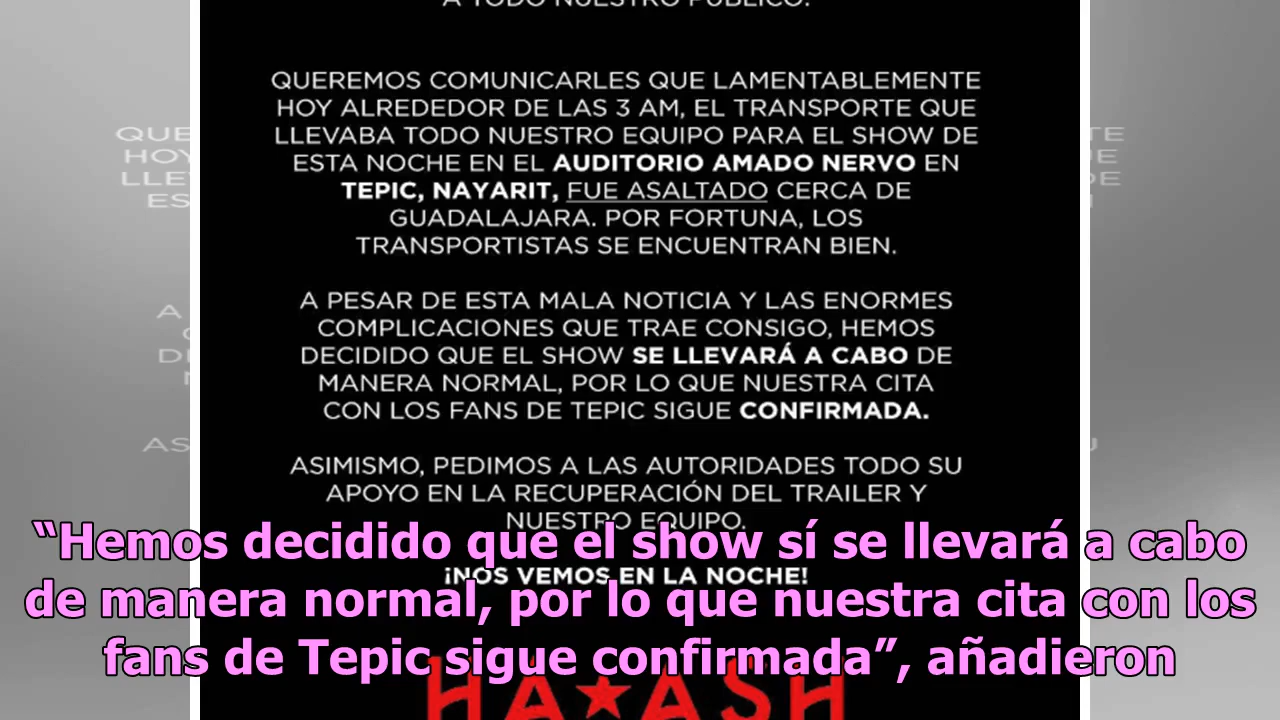 A TODO NUESTRO PÚBLICO:
QUEREMOS COMUNICARLES QUE LAMENTABLEMENTE
HOY ALREDEDOR DE LAS 3 AM, EL TRANSPORTE QUE
LLEVABA TODO NUESTRO EQUIPO PARA EL SHOW DE
ESTA NOCHE EN EL AUDITORIO AMADO NERVO EN
TEPIC, NAYARIT, FUE ASALTADO CERCA DE
GUADALAJARA. POR FORTUNA, LOS
TRANSPORTISTAS SE ENCUENTRAN BIEN.
A PESAR DE ESTA MALA NOTICIA Y LAS ENORMES
COMPLICACIONES QUE TRAE CONSIGO, HEMOS
DECIDIDO QUE EL SHOW SE LLEVARÁ A CABO DE
MANERA NORMAL, POR LO QUE NUESTRA CITA
CON LOS FANS DE TEPIC SIGUE CONFIRMADA.
ASIMISMO, PEDIMOS A LAS AUTORIDADES TODO SU
APOYO EN LA RECUPERACIÓN DEL TRAILER Y
NUESTRO EQUIPO.
¡NOS VEMOS EN LA NOCHE!
HA★ASH
“Hemos decidido que el show sí se llevará a cabo
de manera normal, por lo que nuestra cita con los
fans de Tepic sigue confirmada”, añadieron